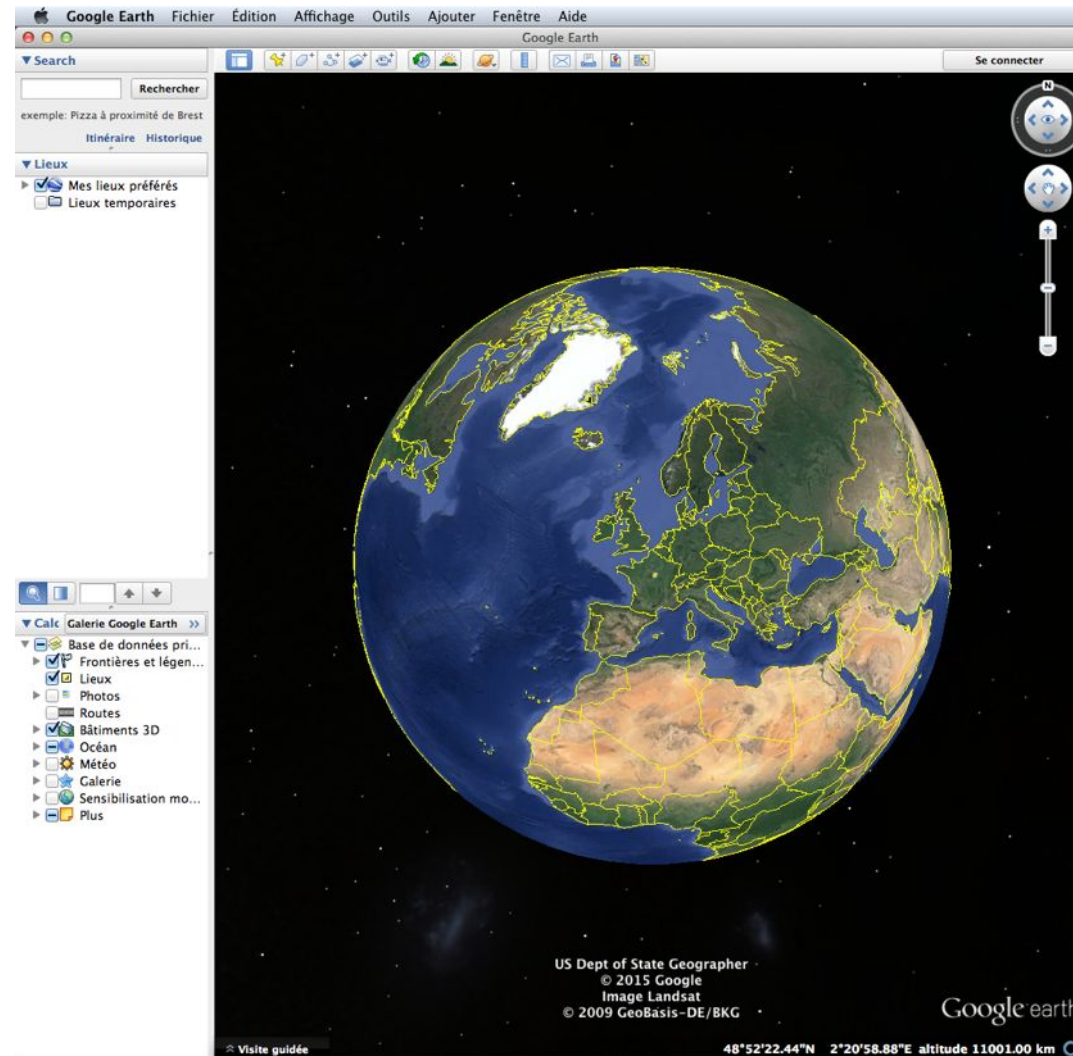 Google Earth Fichier Édition Affichage Outils Ajouter Fenêtre Aide
Google Earth
▼ Search
Se connecter
Rechercher
exemple: Pizza à proximité de Brest
Itinéraire Historique
▼ Lieux
Mes lieux préférés
Lieux temporaires
N
▼ Calc Galerie Google Earth >>
Base de données pri...
Frontières et légen...
Lieux
Photos
Routes
Bâtiments 3D
Océan
Météo
Galerie
Sensibilisation mo...
Plus
US Dept of State Geographer
© 2015 Google
Image Landsat
© 2009 GeoBasis-DE/BKG
Google earth
Visite guidée
48°52'22.44"N 2°20'58.88"E altitude 11001.00 km